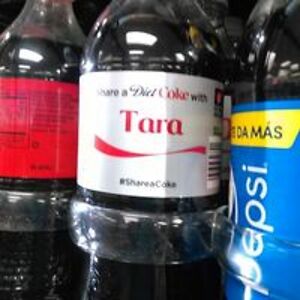 Share a Diet Coke with
Tara
#ShareaCoke
DA MÁS
pepsi